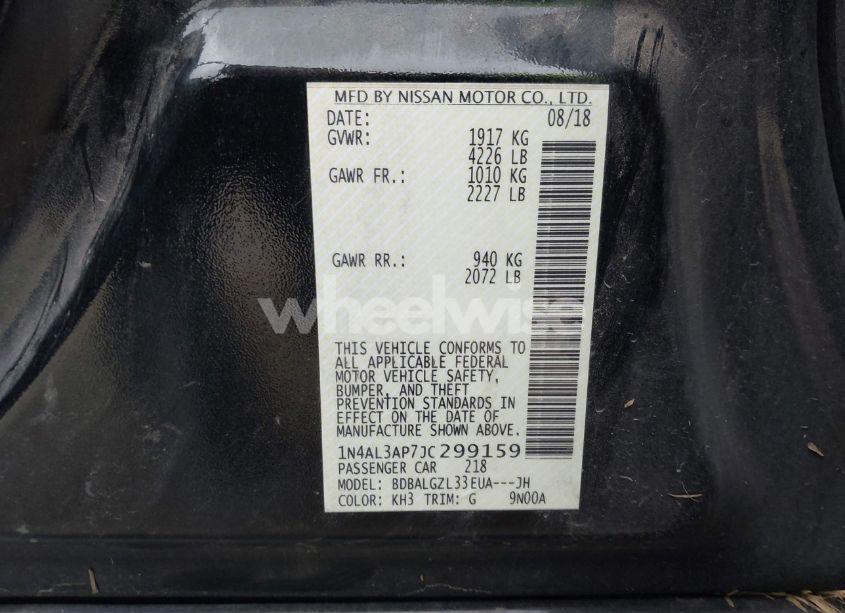 MFD BY NISSAN MOTOR CO., LTD.
DATE: 08/18
GVWR: 1917 KG
4226 LB
GAWR FR.: 1010 KG
2227 LB
GAWR RR.: 940 KG
2072 LB
wheelwise
THIS VEHICLE CONFORMS TO
ALL APPLICABLE FEDERAL
MOTOR VEHICLE SAFETY,
BUMPER, AND THEFT
PREVENTION STANDARDS IN
EFFECT ON THE DATE OF
MANUFACTURE SHOWN ABOVE.
1N4AL3AP7JC299159
PASSENGER CAR 218
MODEL: BDBALGZL33EUA---JH
COLOR: KH3 TRIM: G 9N00A